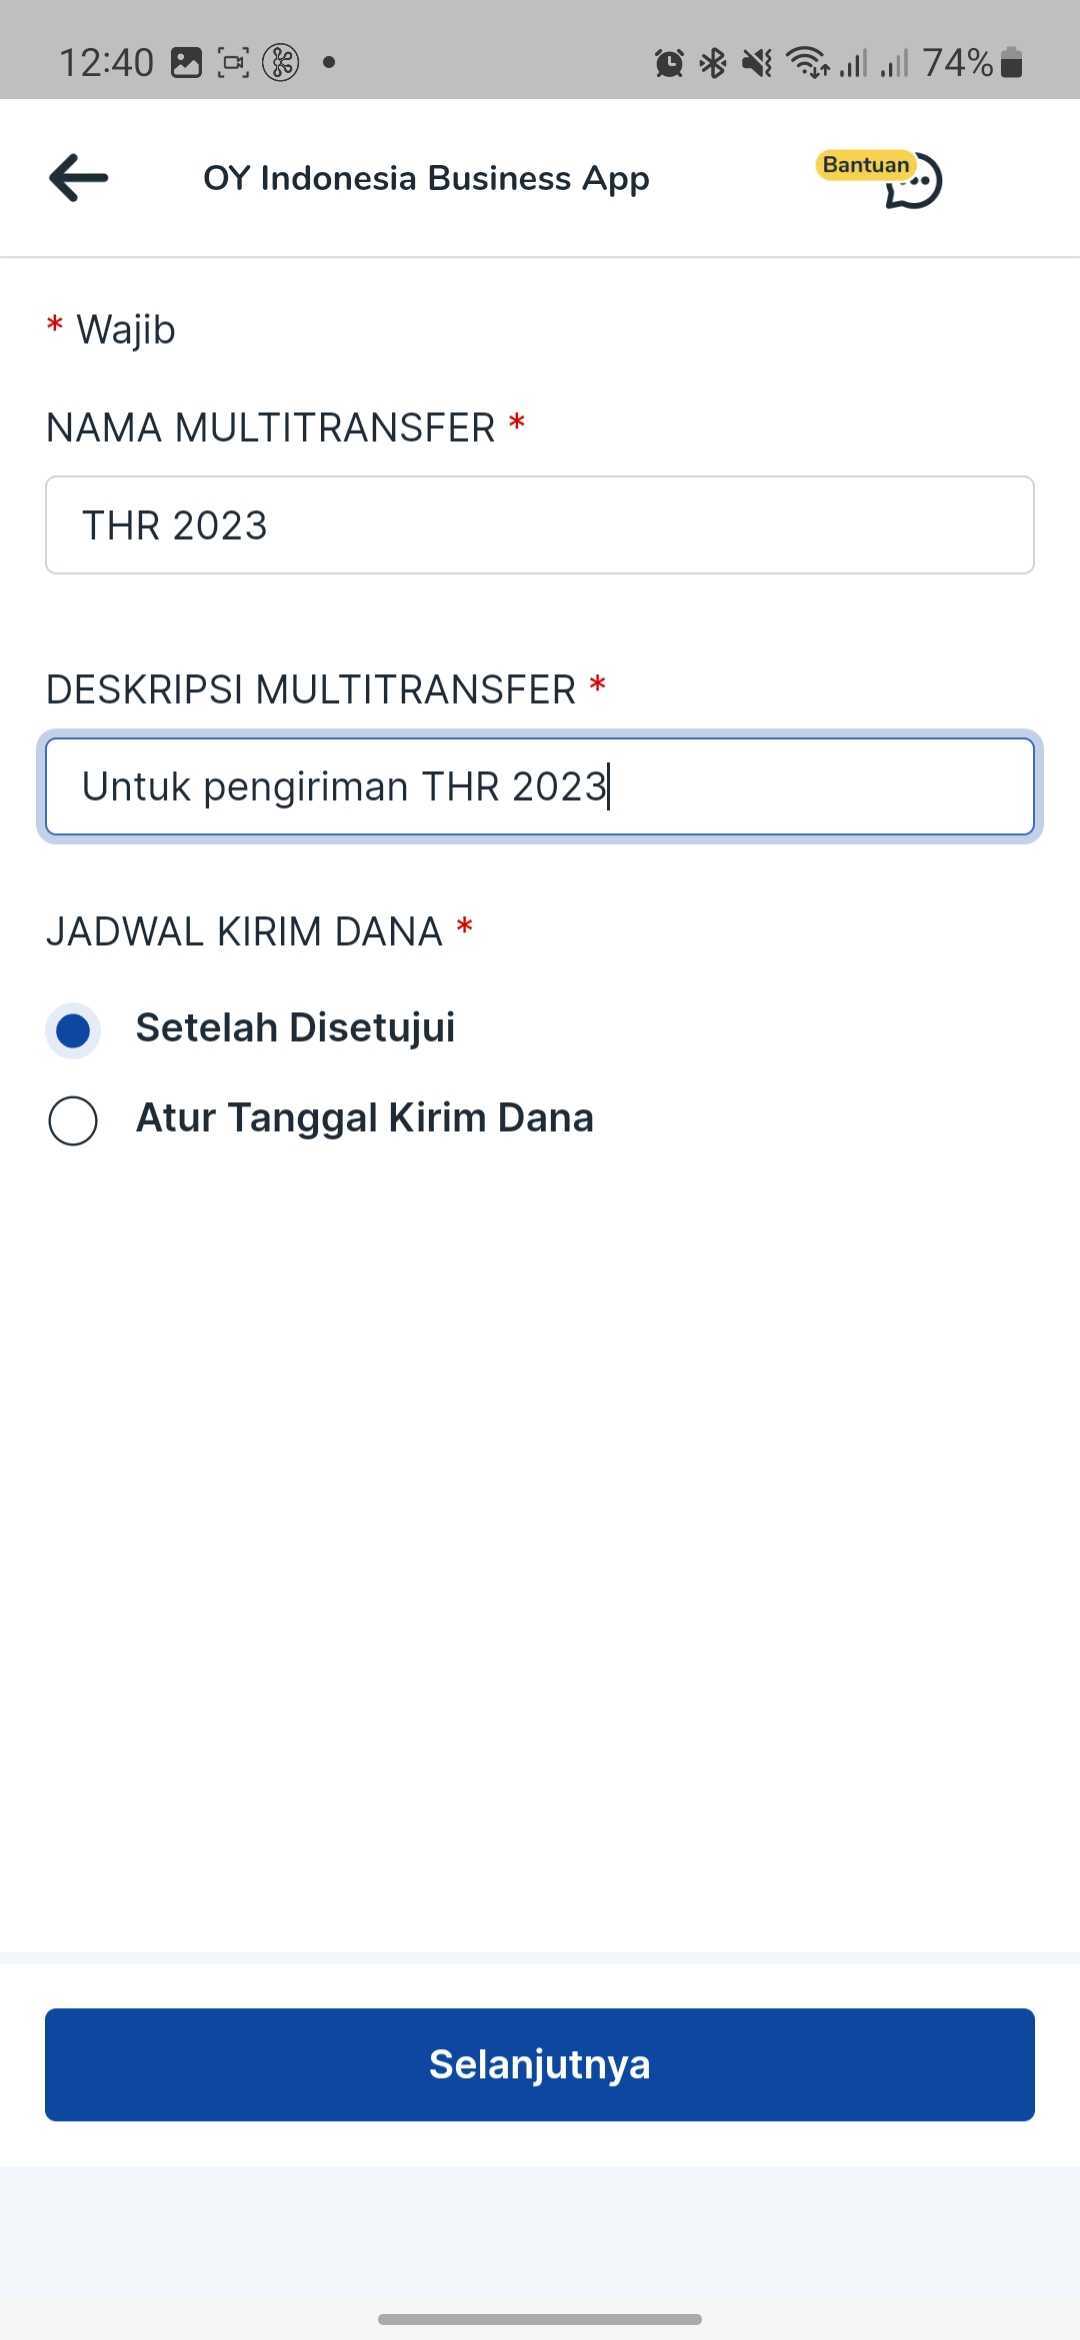 12:40
74%
OY Indonesia Business App
Bantuan
* Wajib
NAMA MULTITRANSFER *
THR 2023
DESKRIPSI MULTITRANSFER *
Untuk pengiriman THR 2023
JADWAL KIRIM DANA *
Setelah Disetujui
Atur Tanggal Kirim Dana
Selanjutnya